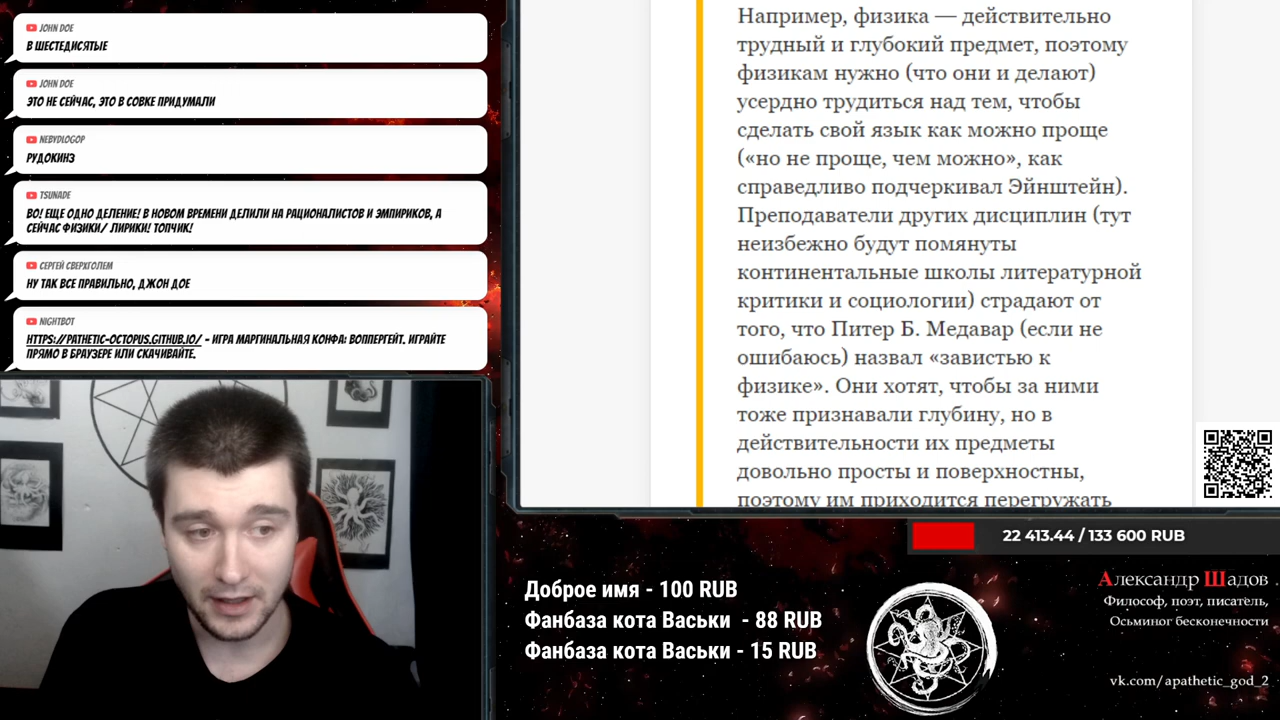 JOHN DOE
В ШЕСТЕДИСЯТЫЕ
JOHN DOE
ЭТО НЕ СЕЙЧАС, ЭТО В СОВКЕ ПРИДУМАЛИ
NEBYDLOGOP
РУДОКИНЗ
TSUNADE
ВО! ЕЩЕ ОДНО ДЕЛЕНИЕ! В НОВОМ ВРЕМЕНИ ДЕЛИЛИ НА РАЦИОНАЛИСТОВ И ЭМПИРИКОВ, А
СЕЙЧАС ФИЗИКИ/ ЛИРИКИ! ТОПЧИК!
СЕРГЕЙ СВЕРХГОЛЕМ
НУ ТАК ВСЕ ПРАВИЛЬНО, ДЖОН ДОЕ
NIGHTBOT
HTTPS://PATHETIC-OCTOPUS.GITHUB.IO/ - ИГРА МАРГИНАЛЬНАЯ КОНФА: ВОППЕРГЕЙТ. ИГРАЙТЕ
ПРЯМО В БРАУЗЕРЕ ИЛИ СКАЧИВАЙТЕ.
Например, физика — действительно
трудный и глубокий предмет, поэтому
физикам нужно (что они и делают)
усердно трудиться над тем, чтобы
сделать свой язык как можно проще
(«но не проще, чем можно», как
справедливо подчеркивал Эйнштейн).
Преподаватели других дисциплин (тут
неизбежно будут помянуты
континентальные школы литературной
критики и социологии) страдают от
того, что Питер Б. Медавар (если не
ошибаюсь) назвал «завистью к
физике». Они хотят, чтобы за ними
тоже признавали глубину, но в
действительности их предметы
довольно просты и поверхностны,
поэтому им приходится перегружать
22 413.44 / 133 600 RUB
Доброе имя - 100 RUB
Фанбаза кота Васьки - 88 RUB
Фанбаза кота Васьки - 15 RUB
Александр Шадов
Философ, поэт, писатель,
Осьминог бесконечности
vk.com/apathetic_god_2